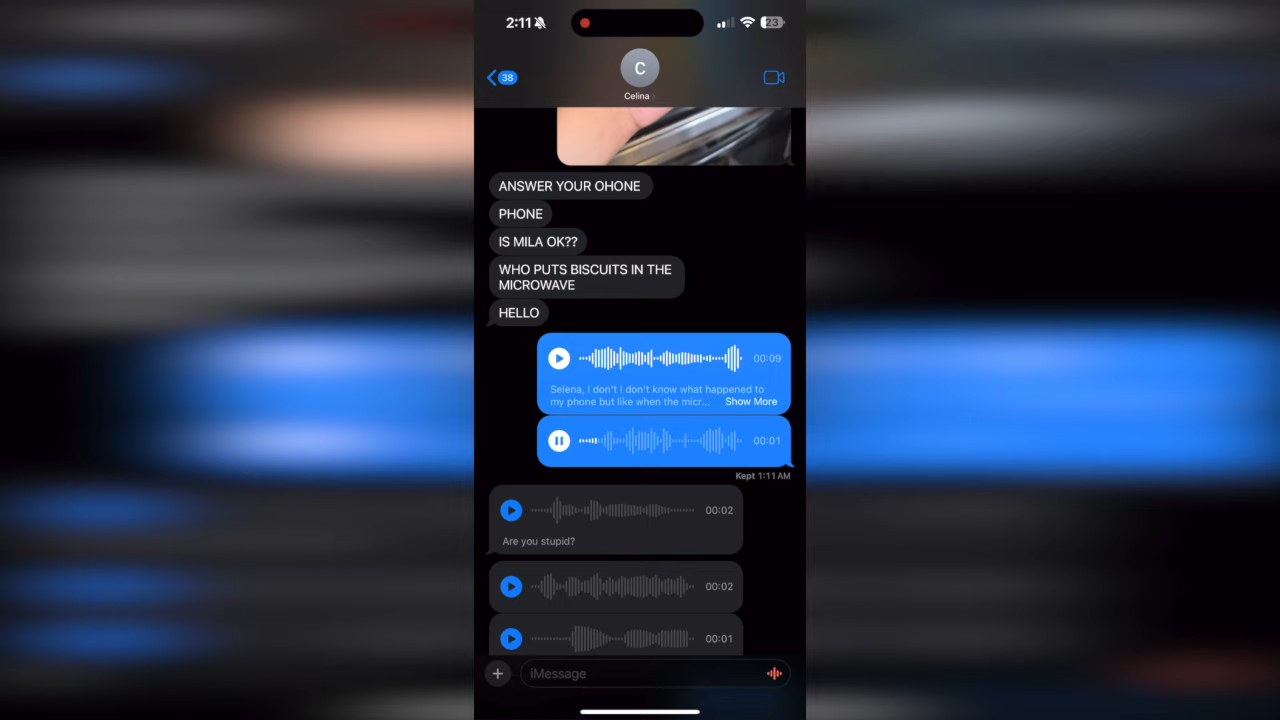 2:11
23
38
C
Celina
ANSWER YOUR OHONE
PHONE
IS MILA OK??
WHO PUTS BISCUITS IN THE
MICROWAVE
HELLO
00:09
Selena, I don't I don't know what happened to
my phone but like when the micr... Show More
00:01
Kept 1:11 AM
00:02
Are you stupid?
00:02
00:01
iMessage